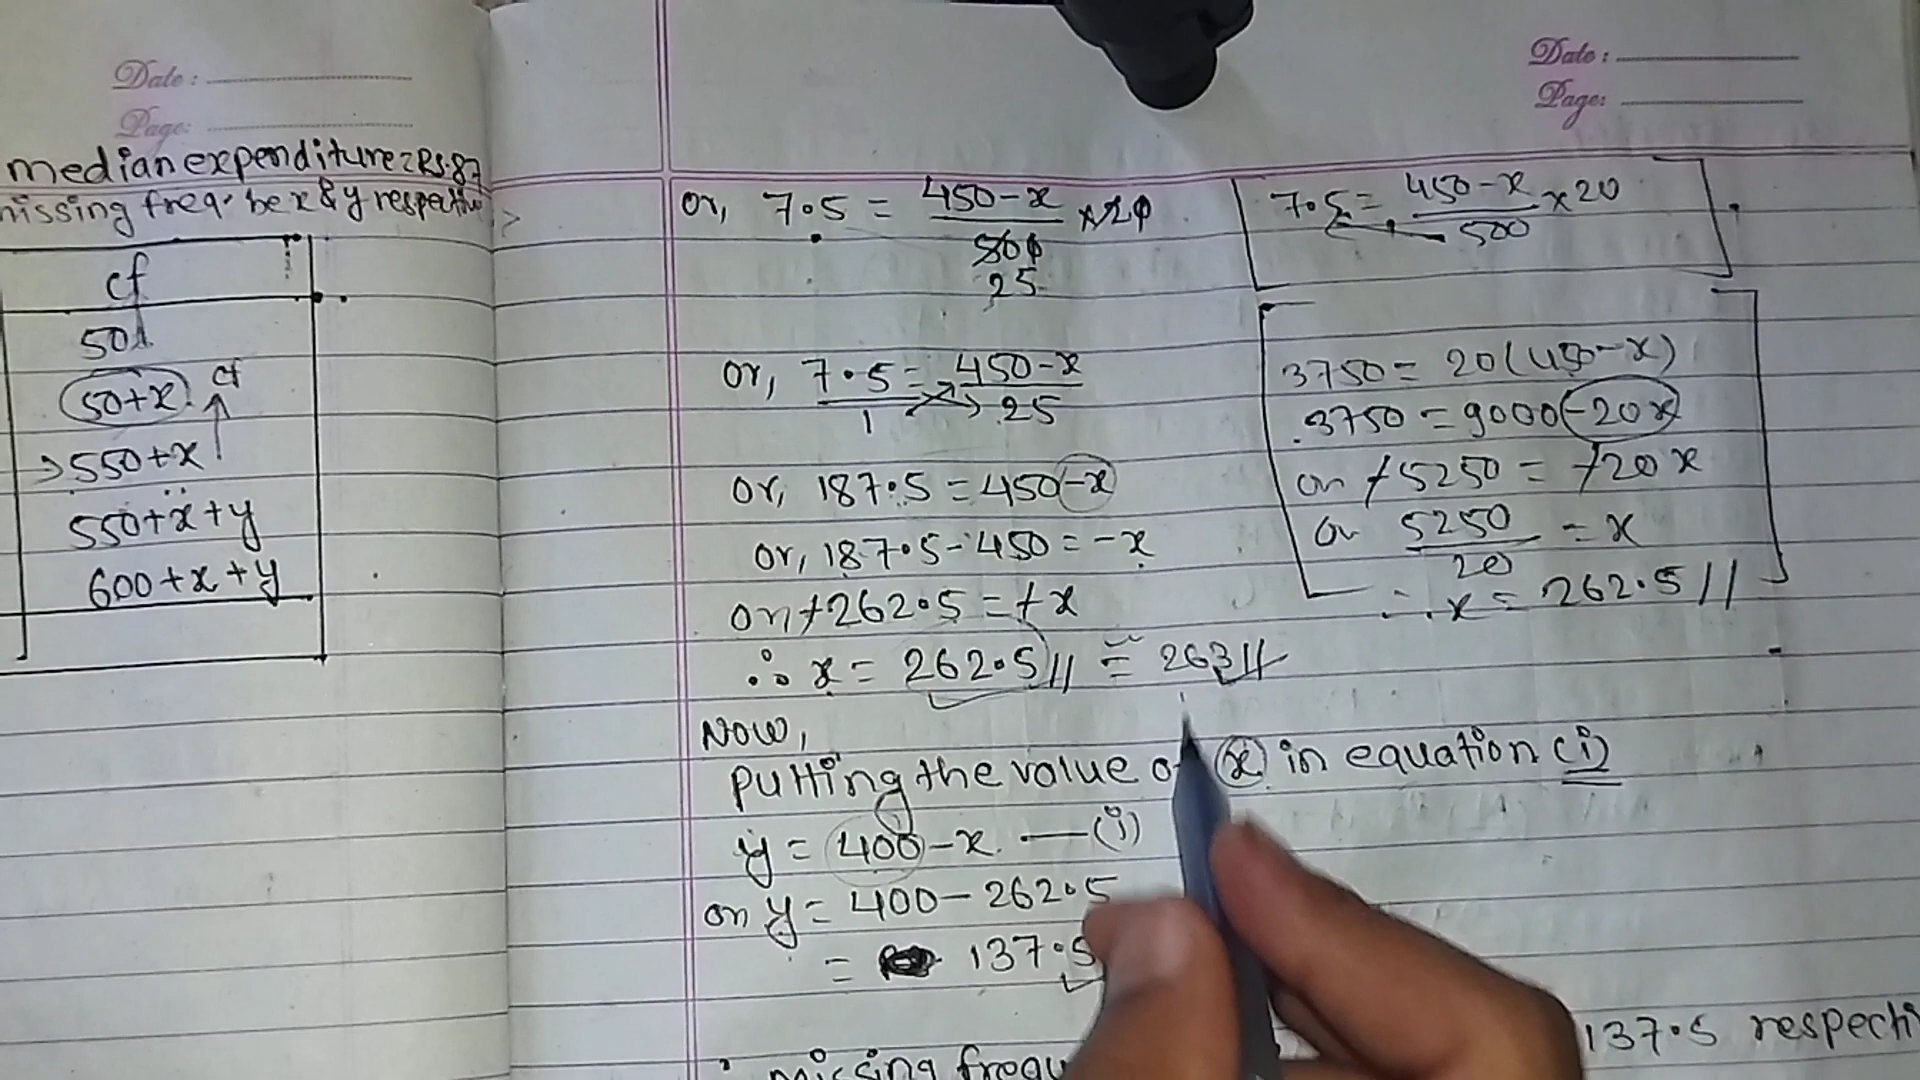 Date:
Page:
median expenditure = Rs.87
missing freq. be x & y respective
cf
50
50+x cf
550+x
550+x+y
600+x+y
Date:
Page:
or, 7.5 = 450-x / 500 × 20
25
or, 7.5 / 1 = 450-x / 25
or, 187.5 = 450-x
or, 187.5-450 = -x
or, +262.5 = +x
∴ x = 262.5 // ≅ 263 //
Now,
Putting the value of x in equation (i)
y = 400-x. —(i)
or y = 400-262.5
= 137.5
missing frequ
137.5 respecti
7.5 = 450-x / 500 × 20
3750 = 20(450-x)
3750 = 9000-20x
or +5250 = +20x
or 5250 / 20 = x
∴ x = 262.5 //